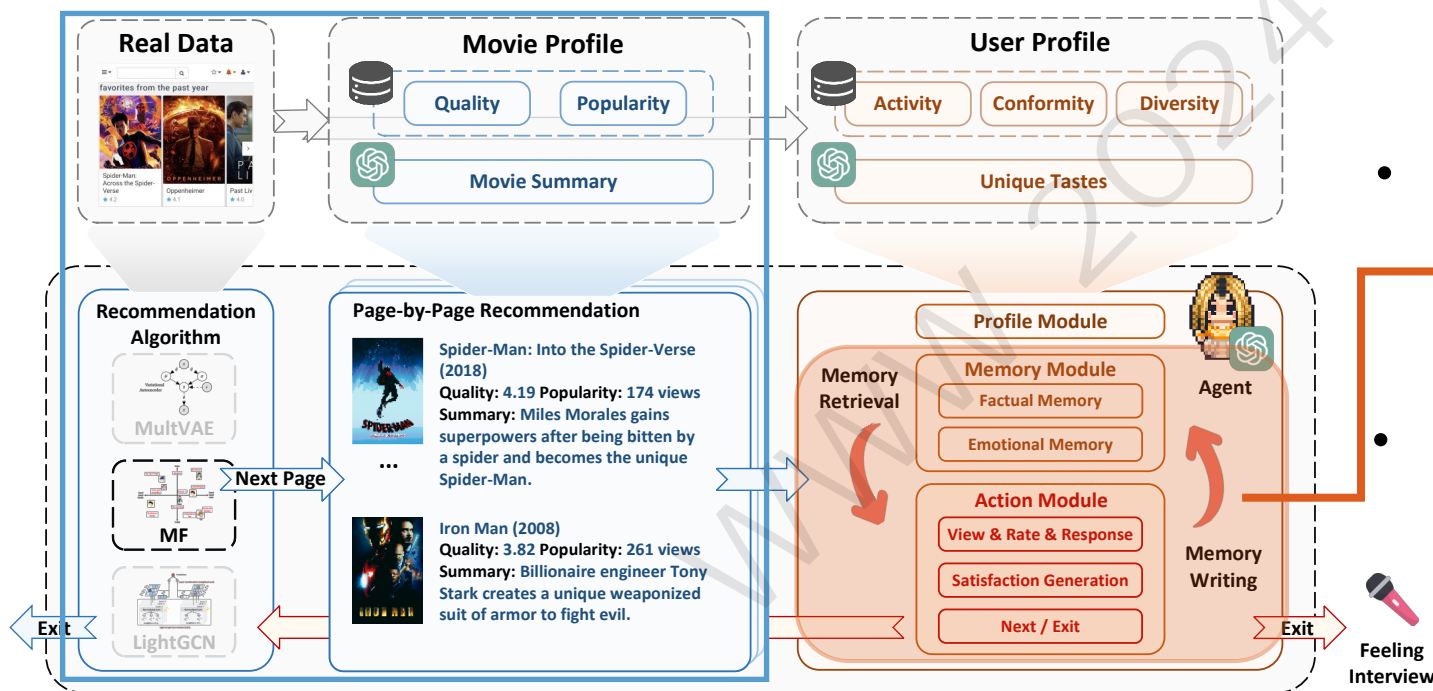 Real Data
favorites from the past year
Spider-Man:
Across the Spider-
Verse
4.2
Oppenheimer
4.1
Past Liv
4.0
OPPENHEIMER
Movie Profile
Quality
Popularity
Movie Summary
User Profile
Activity
Conformity
Diversity
Unique Tastes
Recommendation
Algorithm
MultVAE
MF
LightGCN
Exit
Next Page
Page-by-Page Recommendation
Spider-Man: Into the Spider-Verse
(2018)
Quality: 4.19 Popularity: 174 views
Summary: Miles Morales gains
superpowers after being bitten by
a spider and becomes the unique
Spider-Man.
SPIDER-MAN
...
Iron Man (2008)
Quality: 3.82 Popularity: 261 views
Summary: Billionaire engineer Tony
Stark creates a unique weaponized
suit of armor to fight evil.
IRON MAN
Profile Module
Memory
Retrieval
Memory Module
Factual Memory
Emotional Memory
Agent
Action Module
View & Rate & Response
Satisfaction Generation
Next / Exit
Memory
Writing
Exit
Feeling
Interview
WWW 2024